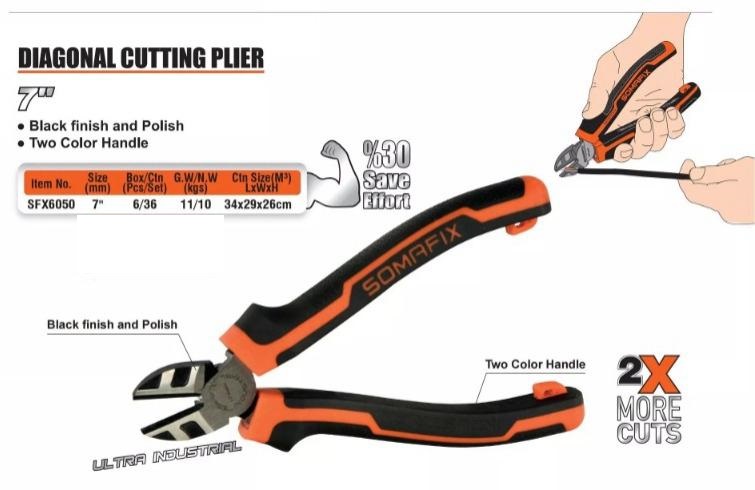 DIAGONAL CUTTING PLIER
7"
• Black finish and Polish
• Two Color Handle
Item No. Size (mm) Box/Ctn (Pcs/Set) G.W/N.W (kgs) Ctn Size(M³) LxWxH
SFX6050 7" 6/36 11/10 34x29x26cm
%30
Save
Effort
SOMAFIX
SOMAFIX
Black finish and Polish
Two Color Handle
ULTRA INDUSTRIAL
2X
MORE
CUTS